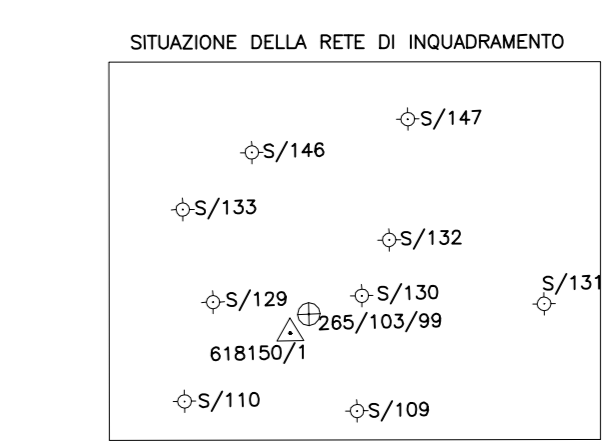 SITUAZIONE DELLA RETE DI INQUADRAMENTO
S/147
S/146
S/133
S/132
S/131
S/129
S/130
265/103/99
618150/1
S/110
S/109